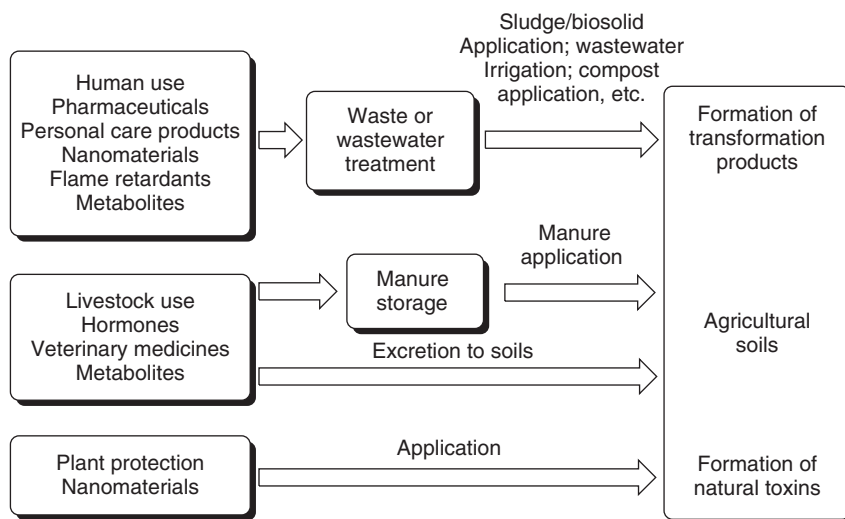 Human use
Pharmaceuticals
Personal care products
Nanomaterials
Flame retardants
Metabolites
Waste or
wastewater
treatment
Sludge/biosolid
Application; wastewater
Irrigation; compost
application, etc.
Formation of
transformation
products
Livestock use
Hormones
Veterinary medicines
Metabolites
Manure
storage
Manure
application
Excretion to soils
Agricultural
soils
Plant protection
Nanomaterials
Application
Formation of
natural toxins